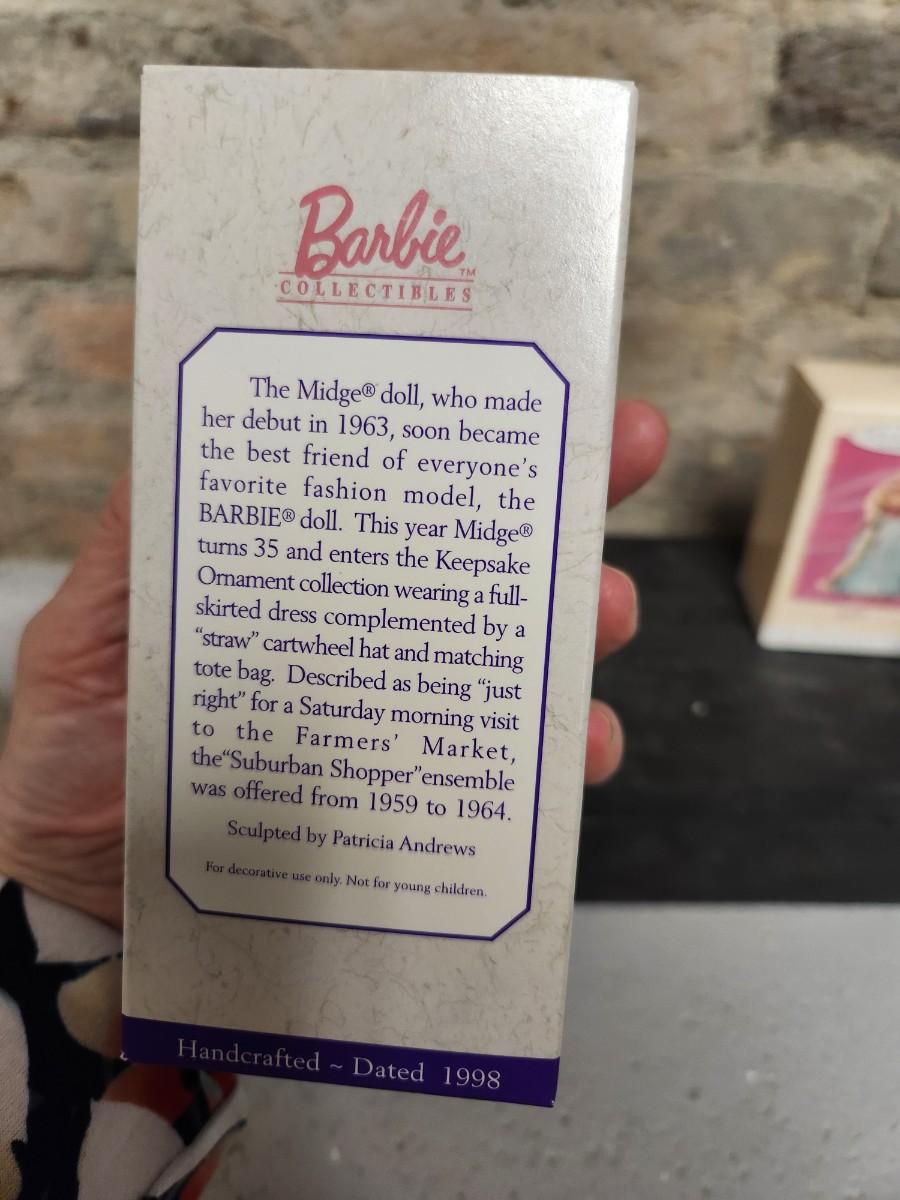 Barbie™
COLLECTIBLES
The Midge® doll, who made
her debut in 1963, soon became
the best friend of everyone's
favorite fashion model, the
BARBIE® doll. This year Midge®
turns 35 and enters the Keepsake
Ornament collection wearing a full-
skirted dress complemented by a
“straw” cartwheel hat and matching
tote bag. Described as being “just
right” for a Saturday morning visit
to the Farmers' Market,
the“Suburban Shopper”ensemble
was offered from 1959 to 1964.
Sculpted by Patricia Andrews
For decorative use only. Not for young children.
Handcrafted ~ Dated 1998